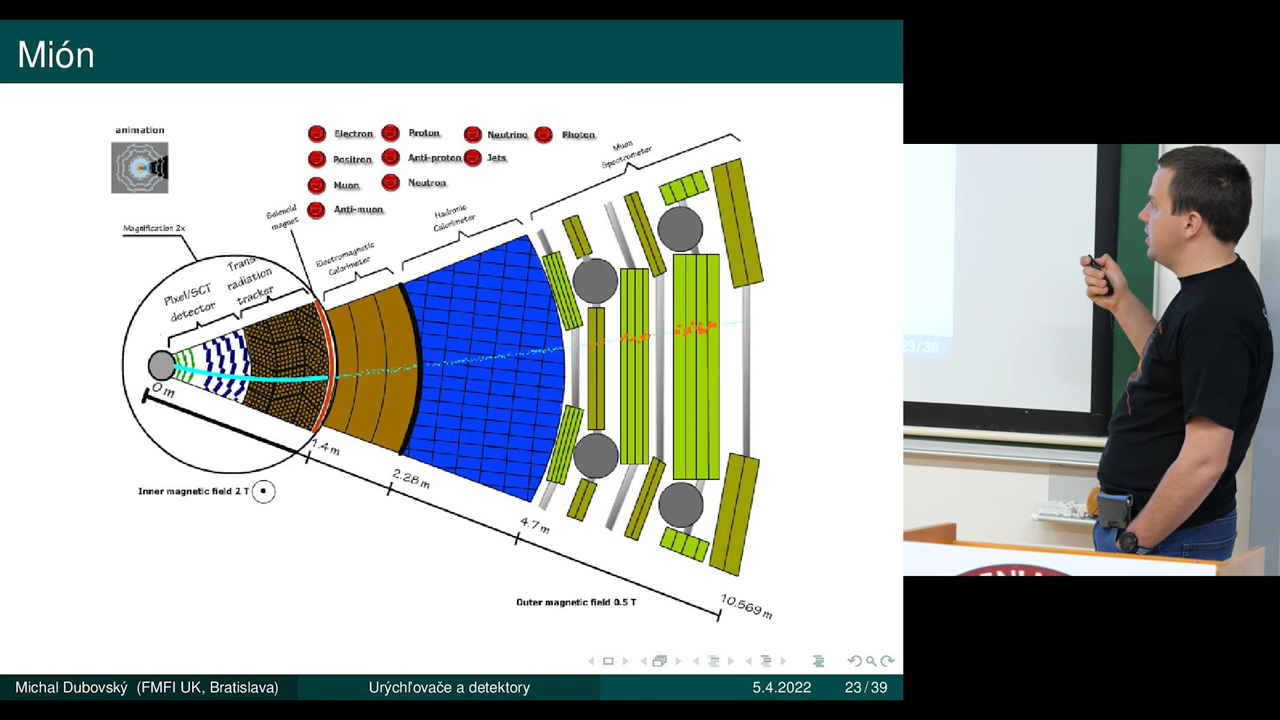 Mión
animation
Electron
Proton
Neutrino
Photon
Positron
Anti-proton
Jets
Muon
Neutron
Anti-muon
Muon
Spectrometer
Hadronic
Calorimeter
Solenoid
magnet
Electromagnetic
Calorimeter
Magnification 2x
radiation
tracker
Pixel/SCT
detector
0 m
1.4 m
2.28 m
4.7 m
10.569 m
Inner magnetic field 2 T
Outer magnetic field 0.5 T
23/39
Michal Dubovský (FMFI UK, Bratislava)
Urýchľovače a detektory
5.4.2022
23/39